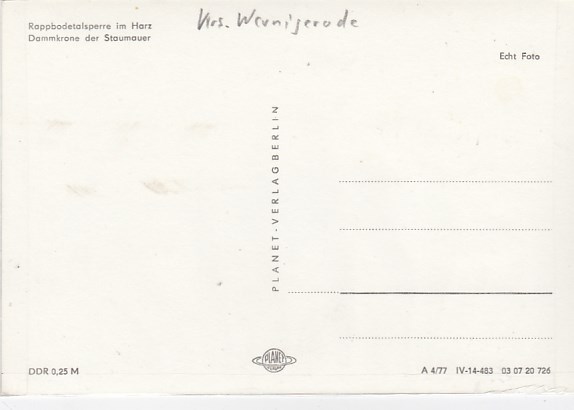 Rappbodetalsperre im Harz
Dammkrone der Staumauer
Krs. Wernigerode
Echt Foto
PLANET-VERLAG BERLIN
PLANET
DDR 0,25 M
A 4/77 IV-14-483 03 07 20 726